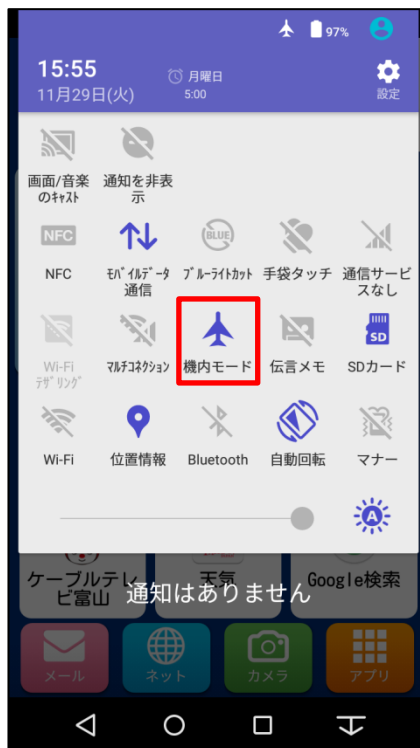 97%
15:55
月曜日
11月29日(火)
5:00
設定
画面/音楽
のｷｬｽﾄ
通知を非表
示
NFC
BLUE
NFC
ﾓﾊﾞｲﾙﾃﾞｰﾀ
通信
ﾌﾞﾙｰﾗｲﾄｶｯﾄ
手袋タッチ
通信サービ
スなし
SD
Wi-Fi
ﾃｻﾞﾘﾝｸﾞ
ﾏﾙﾁｺﾈｸｼｮﾝ
機内モード
伝言メモ
SDカード
Wi-Fi
位置情報
Bluetooth
自動回転
マナー
A
ケーブルテレ
ビ富山
天気
Google検索
通知はありません
メール
ネット
カメラ
アプリ